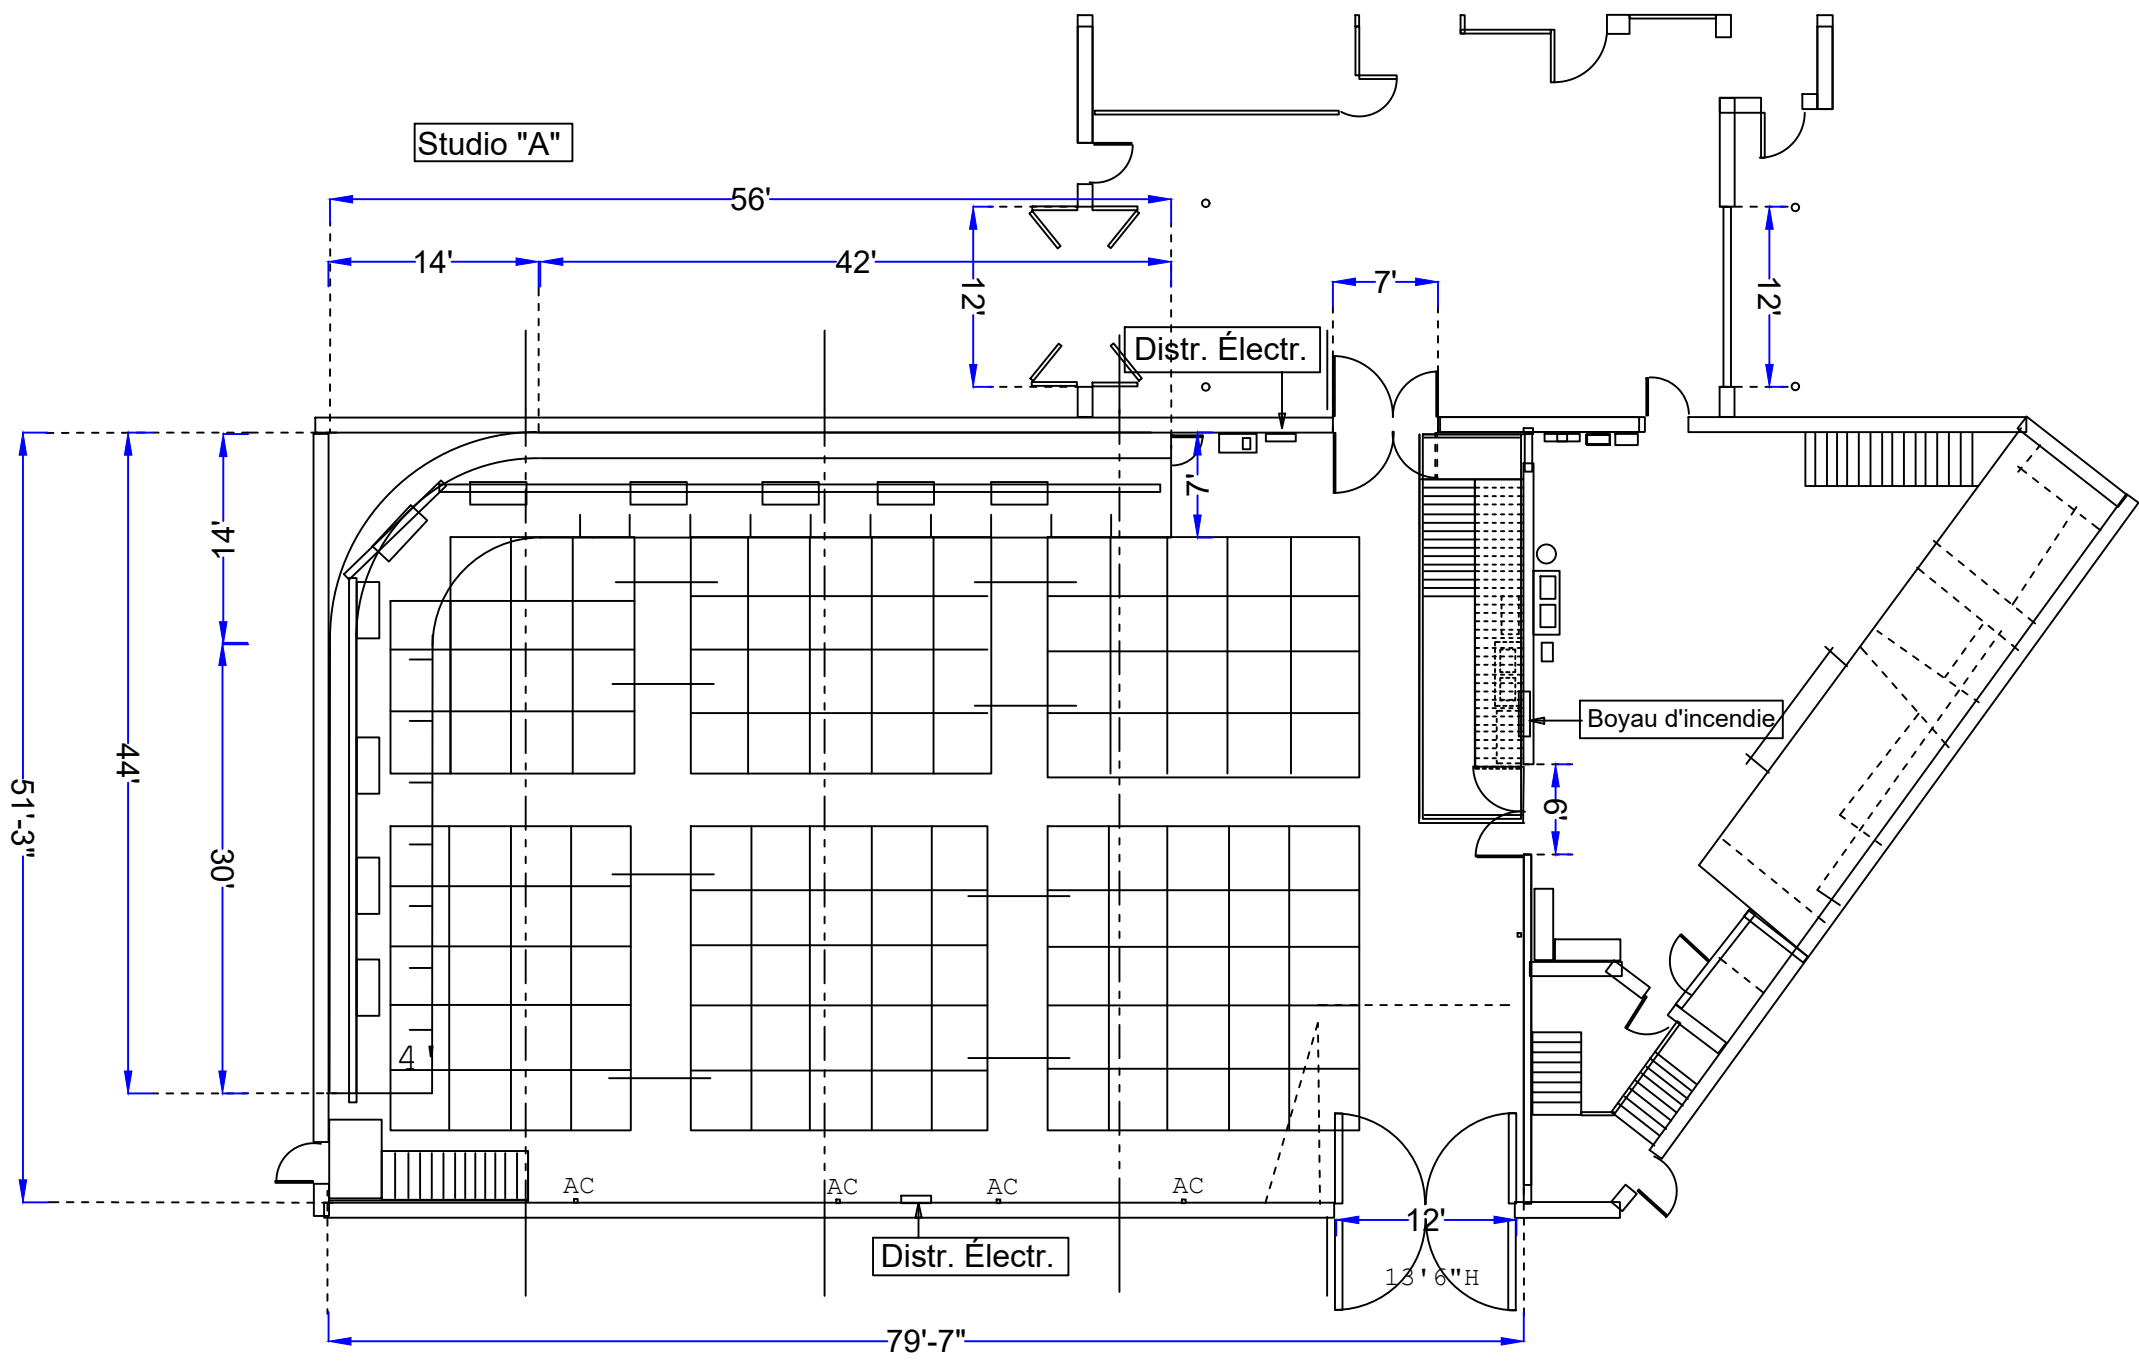 Studio "A"
56'
14'
42'
12'
7'
12'
Distr. Électr.
7'
14'
44'
51'-3"
30'
Boyau d'incendie
6'
4'
AC
AC
AC
AC
12'
Distr. Électr.
13'6"H
79'-7"